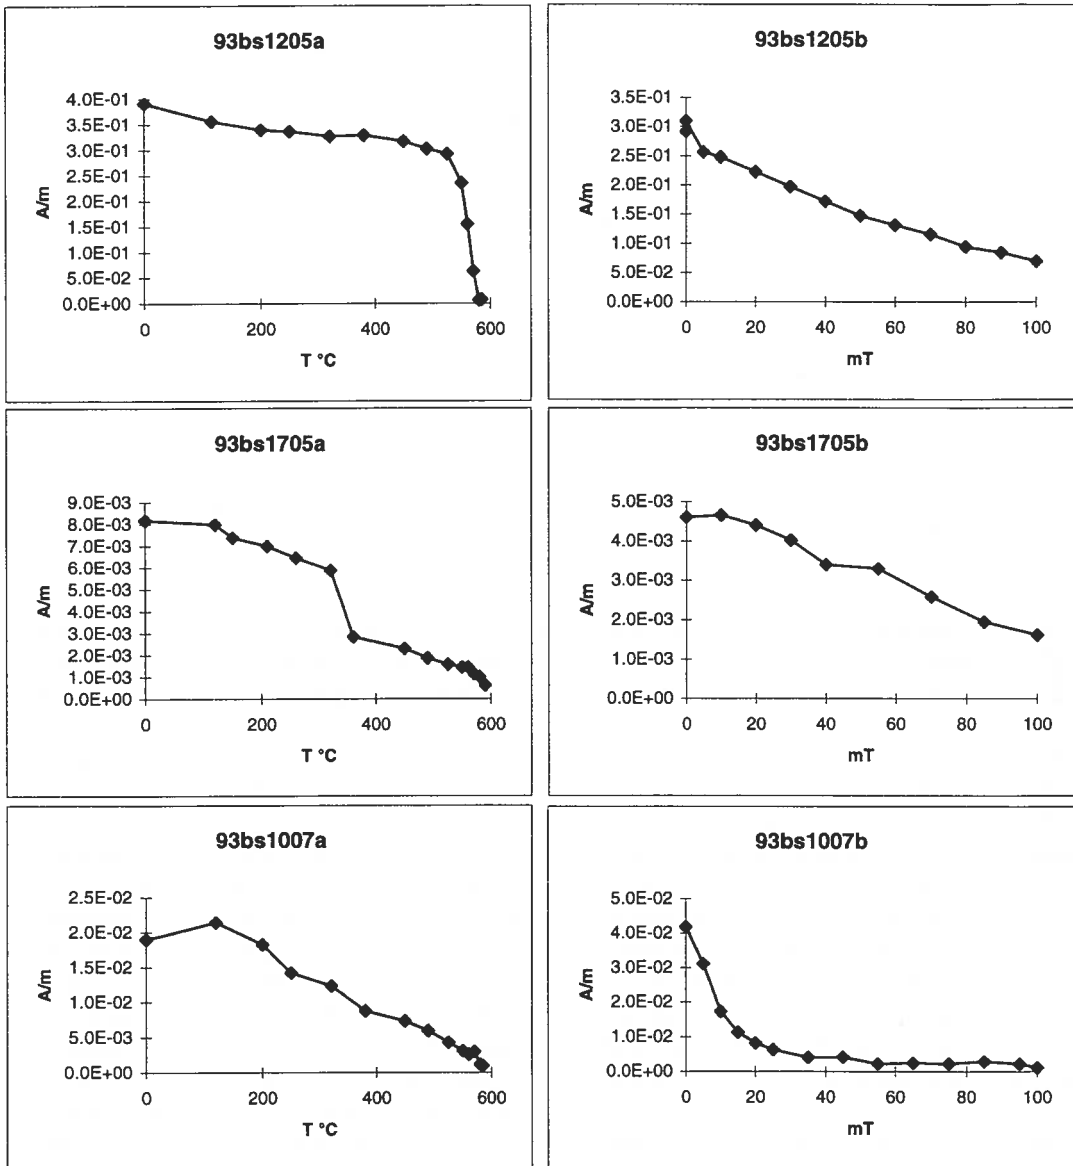 93bs1205a
4.0E-01
3.5E-01
3.0E-01
2.5E-01
2.0E-01
1.5E-01
1.0E-01
5.0E-02
0.0E+00
A/m
0 200 400 600
T °C
93bs1205b
3.5E-01
3.0E-01
2.5E-01
2.0E-01
1.5E-01
1.0E-01
5.0E-02
0.0E+00
A/m
0 20 40 60 80 100
mT
93bs1705a
9.0E-03
8.0E-03
7.0E-03
6.0E-03
5.0E-03
4.0E-03
3.0E-03
2.0E-03
1.0E-03
0.0E+00
A/m
0 200 400 600
T °C
93bs1705b
5.0E-03
4.0E-03
3.0E-03
2.0E-03
1.0E-03
0.0E+00
A/m
0 20 40 60 80 100
mT
93bs1007a
2.5E-02
2.0E-02
1.5E-02
1.0E-02
5.0E-03
0.0E+00
A/m
0 200 400 600
T °C
93bs1007b
5.0E-02
4.0E-02
3.0E-02
2.0E-02
1.0E-02
0.0E+00
A/m
0 20 40 60 80 100
mT